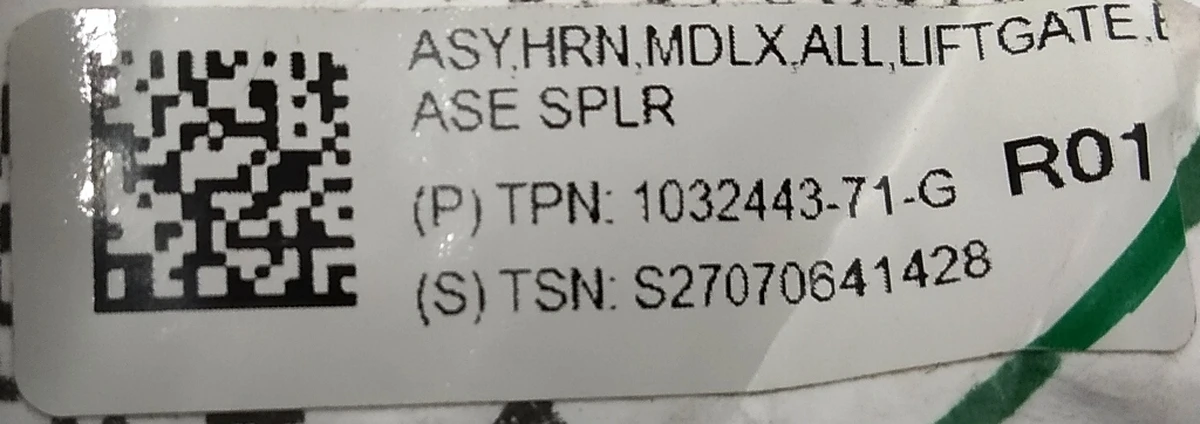 ASY,HRN,MDLX,ALL,LIFTGATE,
ASE SPLR
(P) TPN: 1032443-71-G R01
(S) TSN: S27070641428